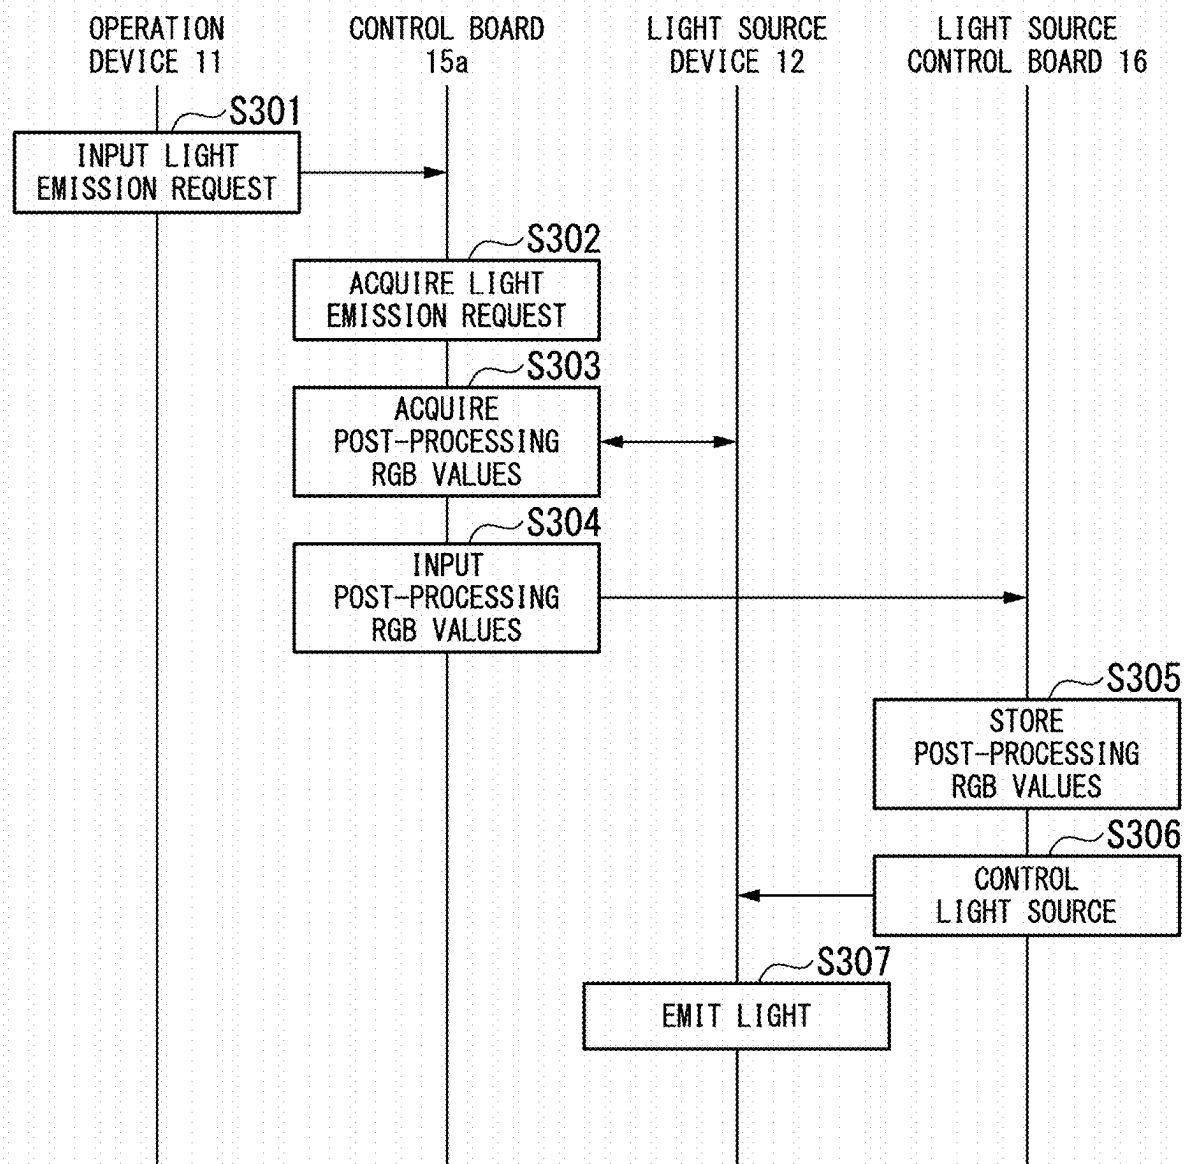 OPERATION
DEVICE 11
CONTROL BOARD
15a
LIGHT SOURCE
DEVICE 12
LIGHT SOURCE
CONTROL BOARD 16
S301
INPUT LIGHT
EMISSION REQUEST
S302
ACQUIRE LIGHT
EMISSION REQUEST
S303
ACQUIRE
POST-PROCESSING
RGB VALUES
S304
INPUT
POST-PROCESSING
RGB VALUES
S305
STORE
POST-PROCESSING
RGB VALUES
S306
CONTROL
LIGHT SOURCE
S307
EMIT LIGHT